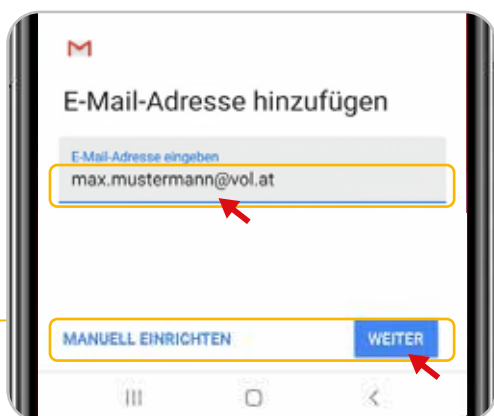 E-Mail-Adresse hinzufügen
E-Mail-Adresse eingeben
max.mustermann@vol.at
MANUELL EINRICHTEN WEITER